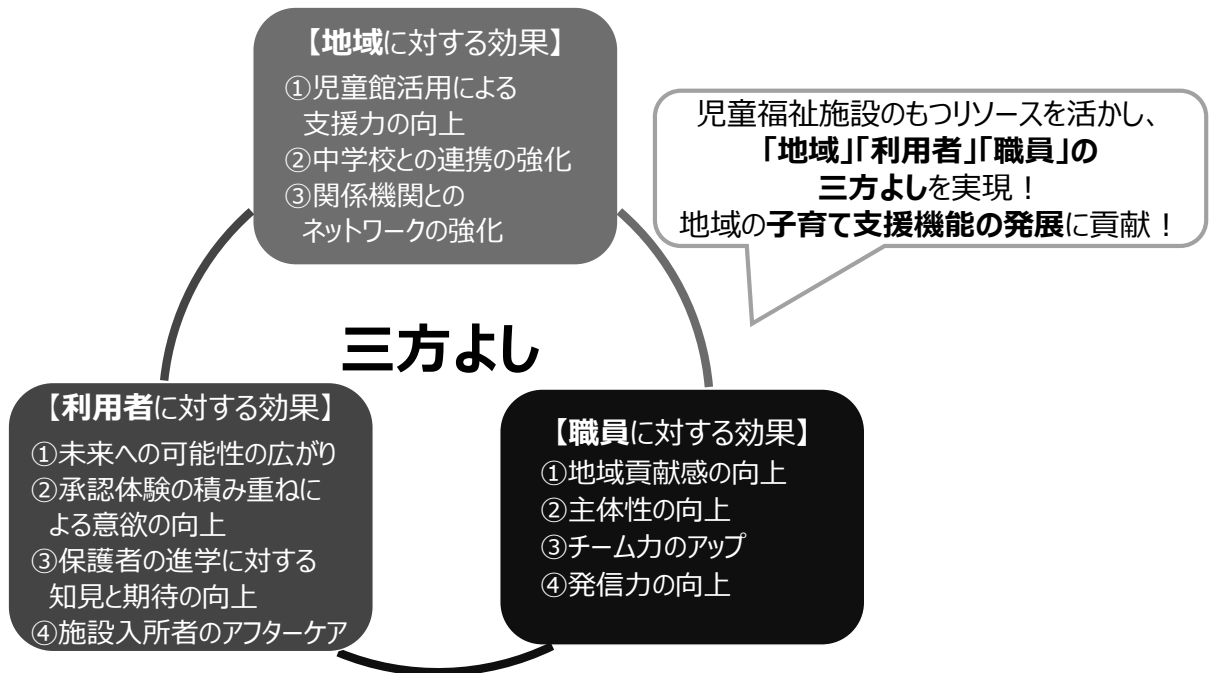 【地域に対する効果】
①児童館活用による
支援力の向上
②中学校との連携の強化
③関係機関との
ネットワークの強化
児童福祉施設のもつリソースを活かし、
「地域」「利用者」「職員」の
三方よしを実現！
地域の子育て支援機能の発展に貢献！
三方よし
【利用者に対する効果】
①未来への可能性の広がり
②承認体験の積み重ねに
よる意欲の向上
③保護者の進学に対する
知見と期待の向上
④施設入所者のアフターケア
【職員に対する効果】
①地域貢献感の向上
②主体性の向上
③チーム力のアップ
④発信力の向上